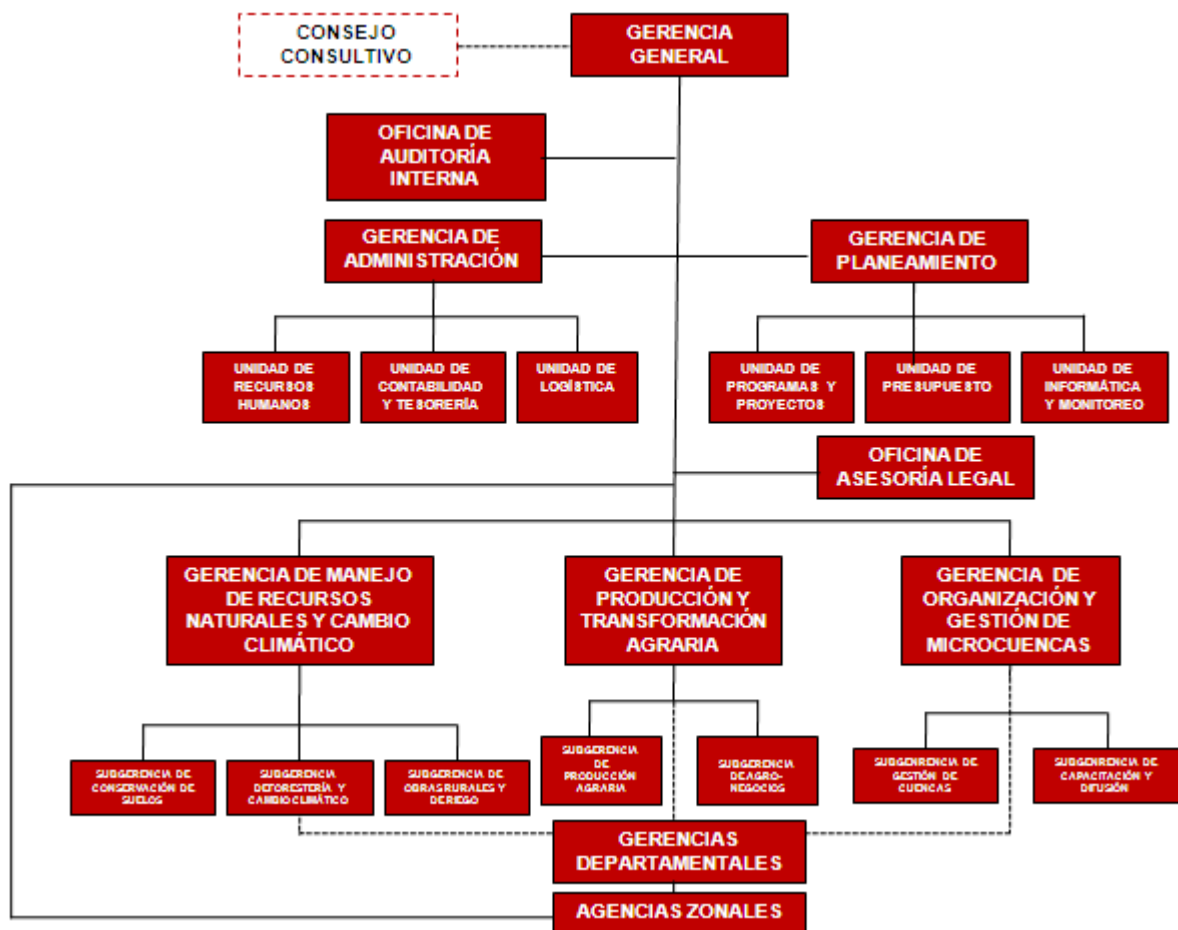 CONSEJO
CONSULTIVO
GERENCIA
GENERAL
OFICINA DE
AUDITORÍA
INTERNA
GERENCIA DE
ADMINISTRACIÓN
GERENCIA DE
PLANEAMIENTO
UNIDAD DE
RECURSOS
HUMANOS
UNIDAD DE
CONTABILIDAD
Y TESORERÍA
UNIDAD DE
LOGÍSTICA
UNIDAD DE
PROGRAMAS Y
PROYECTOS
UNIDAD DE
PRESUPUESTO
UNIDAD DE
INFORMÁTICA
Y MONITOREO
OFICINA DE
ASESORÍA LEGAL
GERENCIA DE MANEJO
DE RECURSOS
NATURALES Y CAMBIO
CLIMÁTICO
GERENCIA DE
PRODUCCIÓN Y
TRANSFORMACIÓN
AGRARIA
GERENCIA DE
ORGANIZACIÓN Y
GESTIÓN DE
MICROCUENCAS
SUBGERENCIA DE
CONSERVACIÓN DE
SUELOS
SUBGERENCIA
DE FORESTERÍA Y
CAMBIO CLIMÁTICO
SUBGERENCIA DE
OBRAS RURALES Y
DE RIEGO
SUBGERENCIA
DE
PRODUCCIÓN
AGRARIA
SUBGERENCIA
DE AGRO-
NEGOCIOS
SUBGENRENCIA DE
GESTIÓN DE
CUENCAS
SUBGENRENCIA DE
CAPACITACIÓN Y
DIFUSIÓN
GERENCIAS
DEPARTAMENTALES
AGENCIAS ZONALES